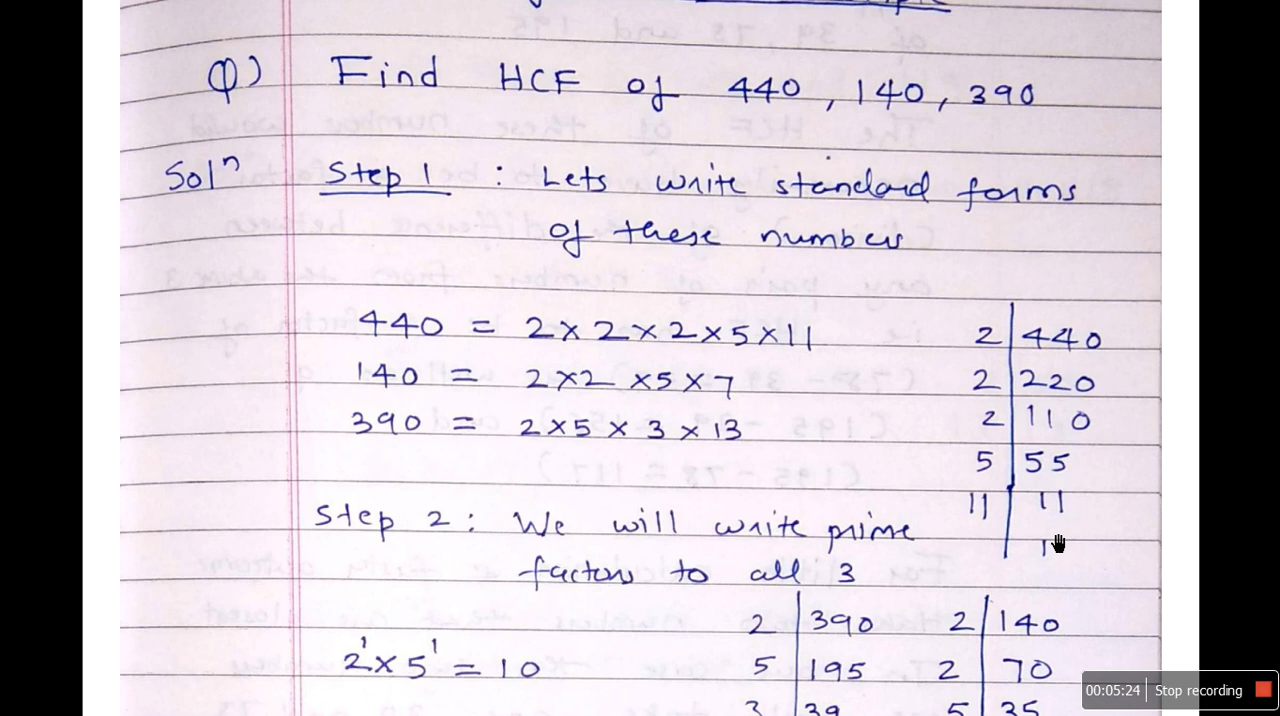 Q) Find HCF of 440, 140, 390
Solⁿ Step 1 : Lets write standard forms
of these numbers
440 = 2×2×2×5×11
140 = 2×2×5×7
390 = 2×5×3×13
2 | 440
2 | 220
2 | 110
5 | 55
11 | 11
1
Step 2: We will write prime
factors to all 3
2¹×5¹ = 10
2 | 390
5 | 195
3 | 39
2 | 140
2 | 70
5 | 35
00:05:24 Stop recording